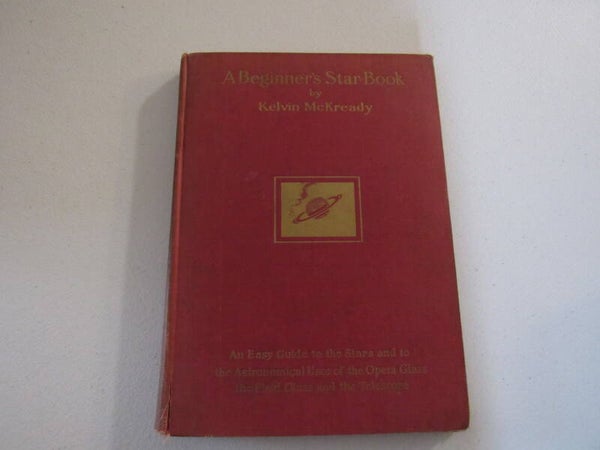 A Beginner's Star-Book
by
Kelvin McKready
An Easy Guide to the Stars and to
the Astronomical Uses of the Opera Glass
the Field Glass and the Telescope